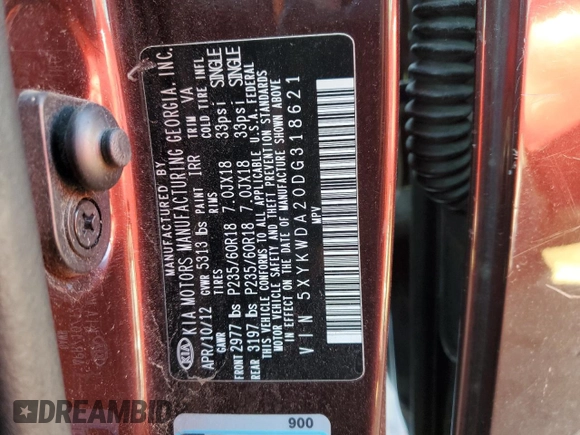 MANUFACTURED BY
KIA KIA MOTORS MANUFACTURING GEORGIA. INC.
APR/10/12 GVWR 5313 lbs PAINT IRR TRIM VA
GAWR TIRES RIMS COLD TIRE INFL
FRONT 2977 lbs P235/60R18 7.0JX18 33psi SINGLE
REAR 3197 lbs P235/60R18 7.0JX18 33psi SINGLE
THIS VEHICLE CONFORMS TO ALL APPLICABLE U.S.A. FEDERAL
MOTOR VEHICLE SAFETY AND THEFT PREVENTION STANDARDS
IN EFFECT ON THE DATE OF MANUFACTURE SHOWN ABOVE
VIN 5XYKWDA20DG318621
MPV
900
DREAMBID